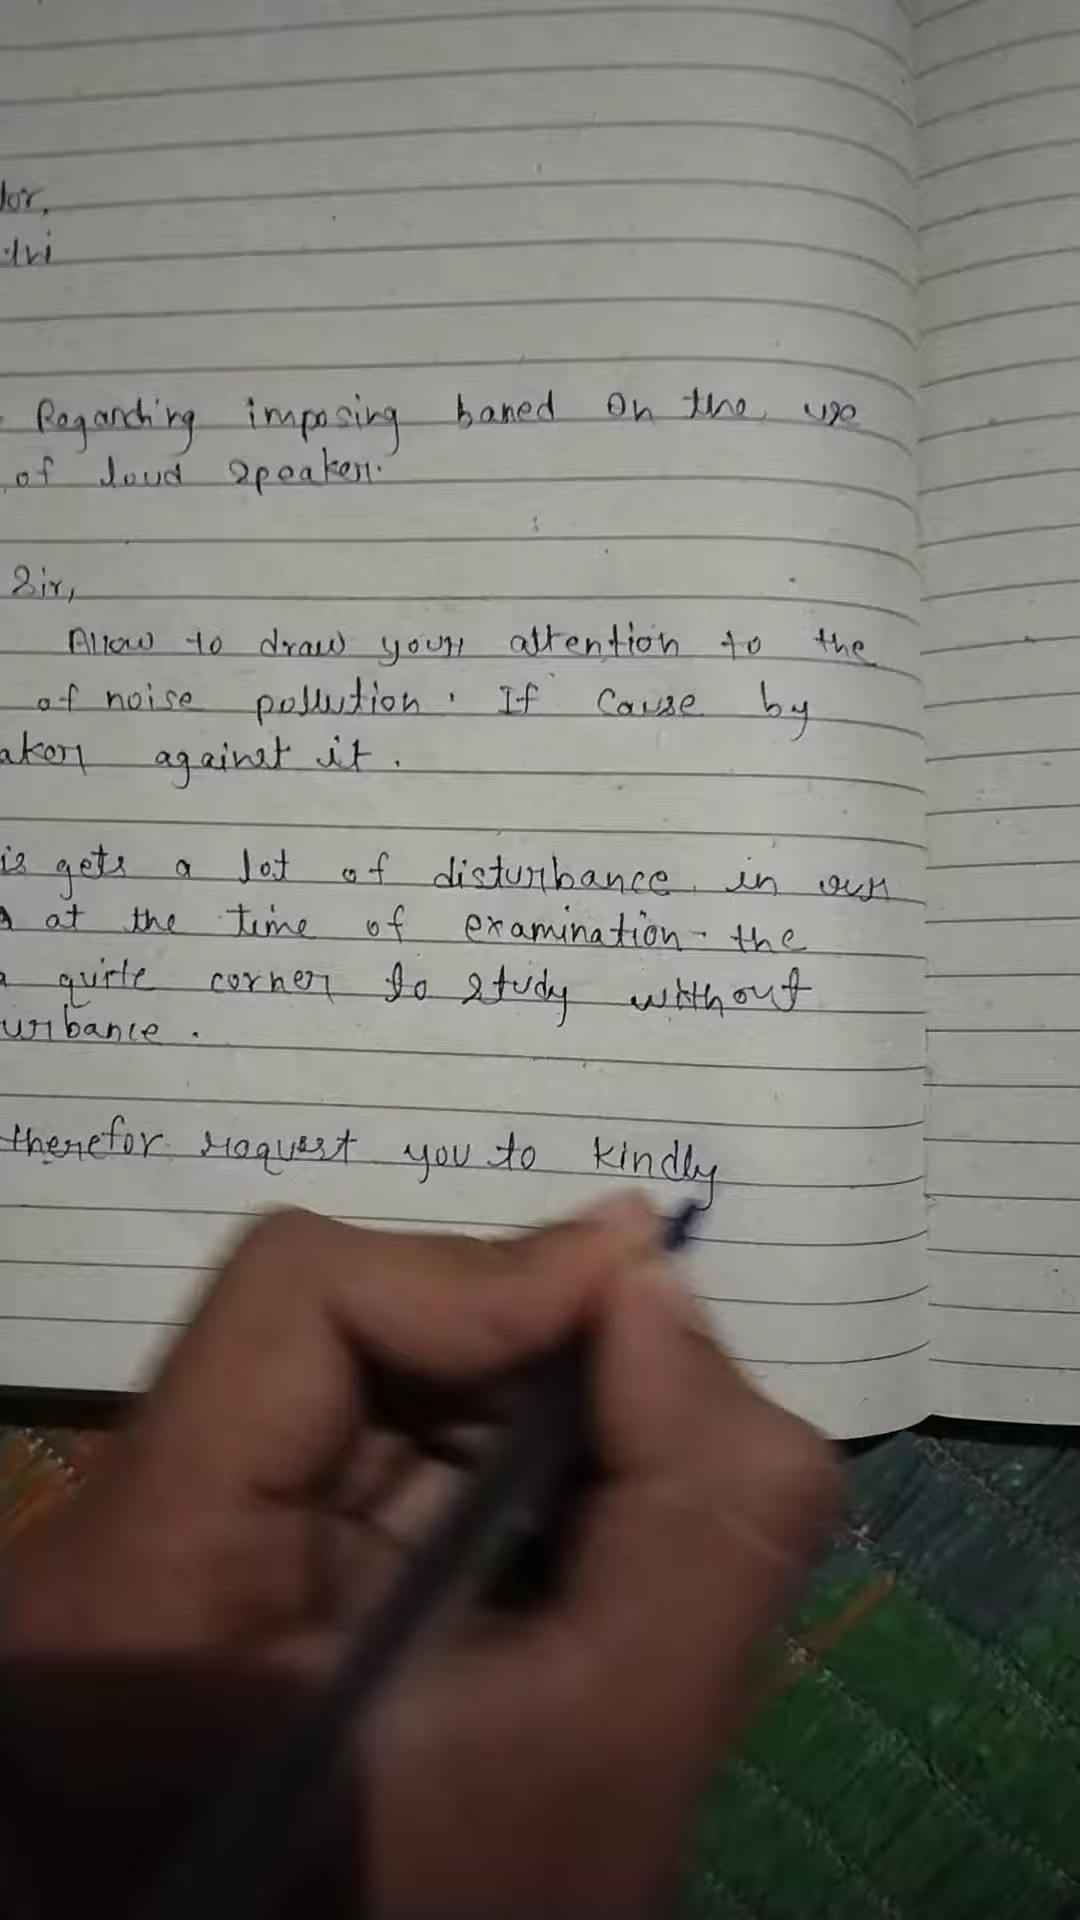 dor,
tri
Regarding imposing baned on the use
of loud speaker.
Sir,
Allow to draw your attention to the
of noise pollution. If cause by
aker against it.
is gets a lot of disturbance in our
at the time of examination. the
a quite corner to study without
urbance.
therefor request you to kindly